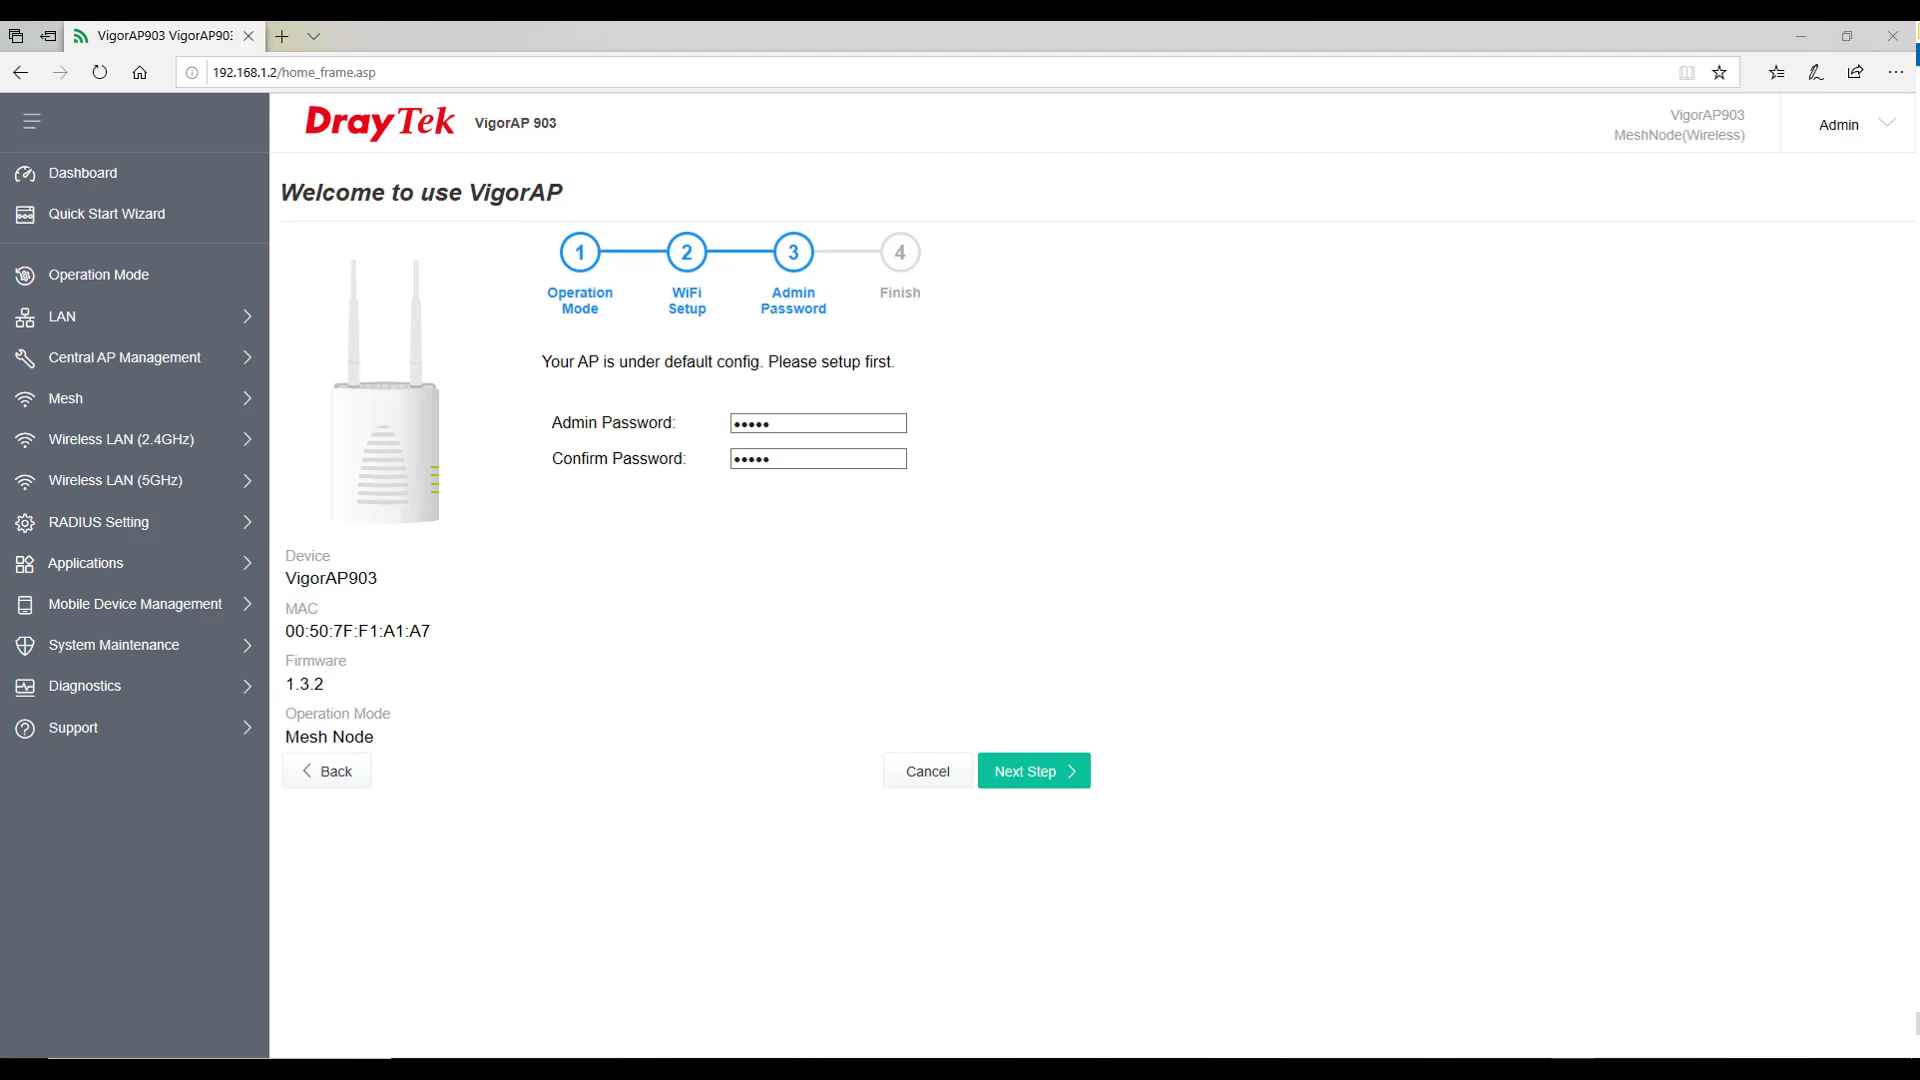 VigorAP903 VigorAP903
192.168.1.2/home_frame.asp
DrayTek VigorAP 903
VigorAP903
MeshNode(Wireless)
Admin
Dashboard
Quick Start Wizard
Operation Mode
LAN
Central AP Management
Mesh
Wireless LAN (2.4GHz)
Wireless LAN (5GHz)
RADIUS Setting
Applications
Mobile Device Management
System Maintenance
Diagnostics
Support
Welcome to use VigorAP
1 2 3 4
Operation Mode
WiFi Setup
Admin Password
Finish
Your AP is under default config. Please setup first.
Admin Password: •••••
Confirm Password: •••••
Device
VigorAP903
MAC
00:50:7F:F1:A1:A7
Firmware
1.3.2
Operation Mode
Mesh Node
Back
Cancel
Next Step